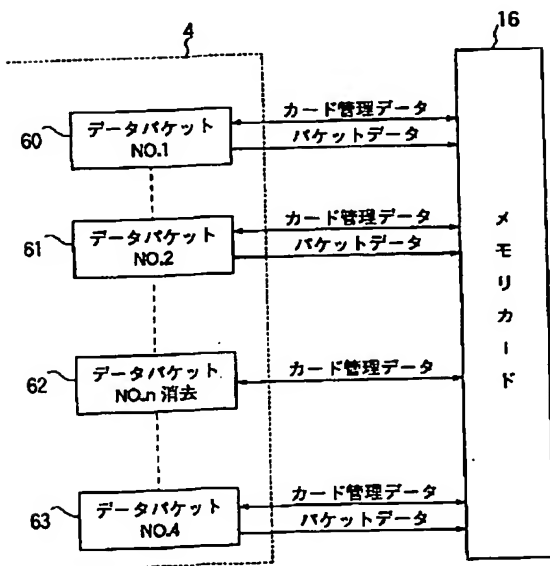 4
16
60
データパケット
NO.1
カード管理データ
パケットデータ
61
データパケット
NO.2
カード管理データ
パケットデータ
メモリカード
62
データパケット
NO.n 消去
カード管理データ
63
データパケット
NO.4
カード管理データ
パケットデータ